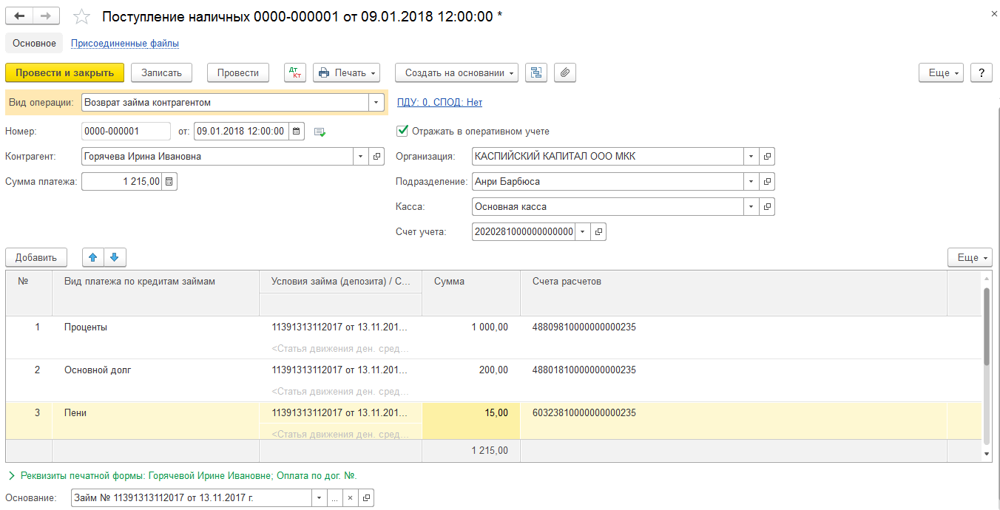 Поступление наличных 0000-000001 от 09.01.2018 12:00:00 *
Основное Присоединенные файлы
Провести и закрыть Записать Провести Дт Кт Печать Создать на основании Еще ?
Вид операции: Возврат займа контрагентом ПДУ: 0, СПОД: Нет
Номер: 0000-000001 от: 09.01.2018 12:00:00 Отражать в оперативном учете
Контрагент: Горячева Ирина Ивановна Организация: КАСПИЙСКИЙ КАПИТАЛ ООО МКК
Сумма платежа: 1 215,00 Подразделение: Анри Барбюса
Касса: Основная касса
Счет учета: 2020281000000000000
Добавить Еще
№ Вид платежа по кредитам займам Условия займа (депозита) / С... Сумма Счета расчетов
1 Проценты 11391313112017 от 13.11.201... 1 000,00 48809810000000000235
<Статья движения ден. сред...
2 Основной долг 11391313112017 от 13.11.201... 200,00 48801810000000000235
<Статья движения ден. сред...
3 Пени 11391313112017 от 13.11.201... 15,00 60323810000000000235
<Статья движения ден. сред...
1 215,00
Реквизиты печатной формы: Горячевой Ирине Ивановне; Оплата по дог. №.
Основание: Займ № 11391313112017 от 13.11.2017 г. ...